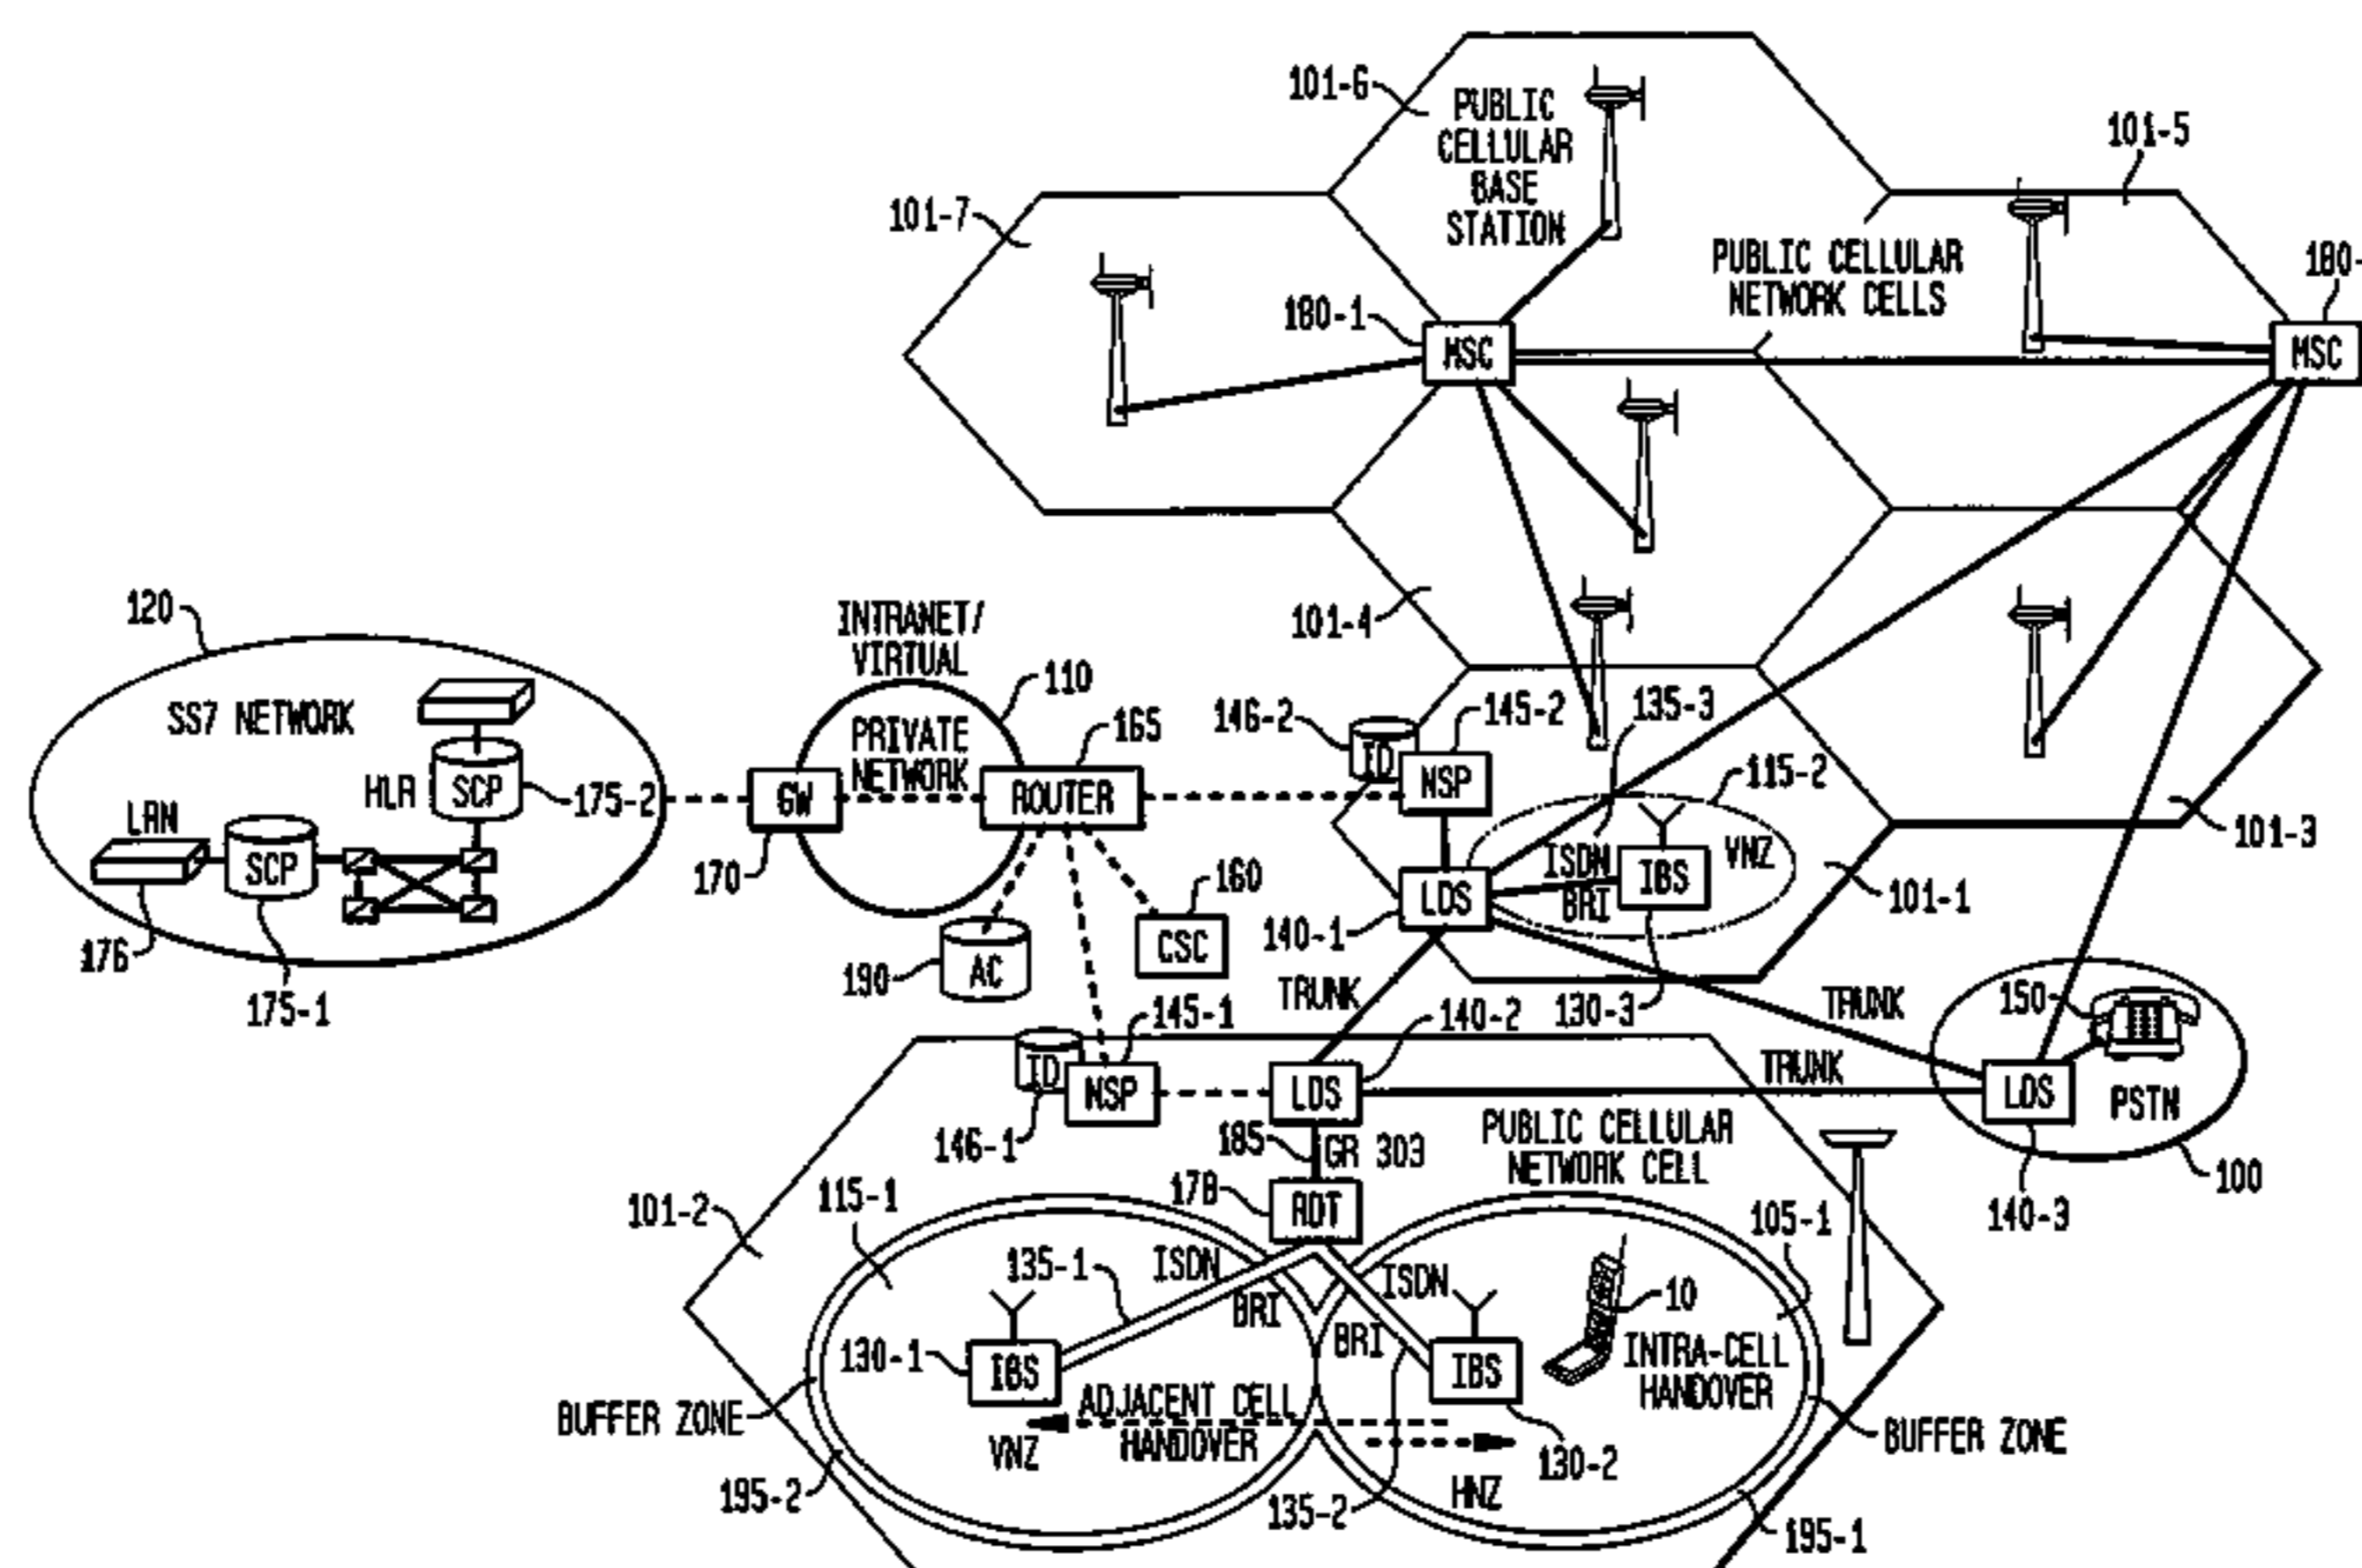 101-6
PUBLIC
CELLULAR
BASE
STATION
101-5
101-7
PUBLIC CELLULAR
NETWORK CELLS
180-
180-1
MSC
MSC
120
INTRANET/
VIRTUAL
PRIVATE
NETWORK
110
101-4
SS7 NETWORK
165
146-2
145-2
135-3
HLR
SCP
175-2
GW
ROUTER
ID
NSP
115-2
LAN
SCP
101-3
170
160
ISDN
BRI
IBS
VNZ
LDS
140-1
101-1
176
175-1
190
AC
CSC
TRUNK
130-3
TRUNK
150
145-1
140-2
ID
NSP
LDS
TRUNK
LDS
PSTN
146-1
185
GR 303
PUBLIC CELLULAR
NETWORK CELL
140-3
100
101-2
115-1
178
RDT
105-1
135-1
ISDN
BRI
ISDN
BRI
10
130-1
IBS
IBS
INTRA-CELL
HANDOVER
BUFFER ZONE
ADJACENT CELL
HANDOVER
VNZ
BUFFER ZONE
130-2
195-2
135-2
HNZ
195-1